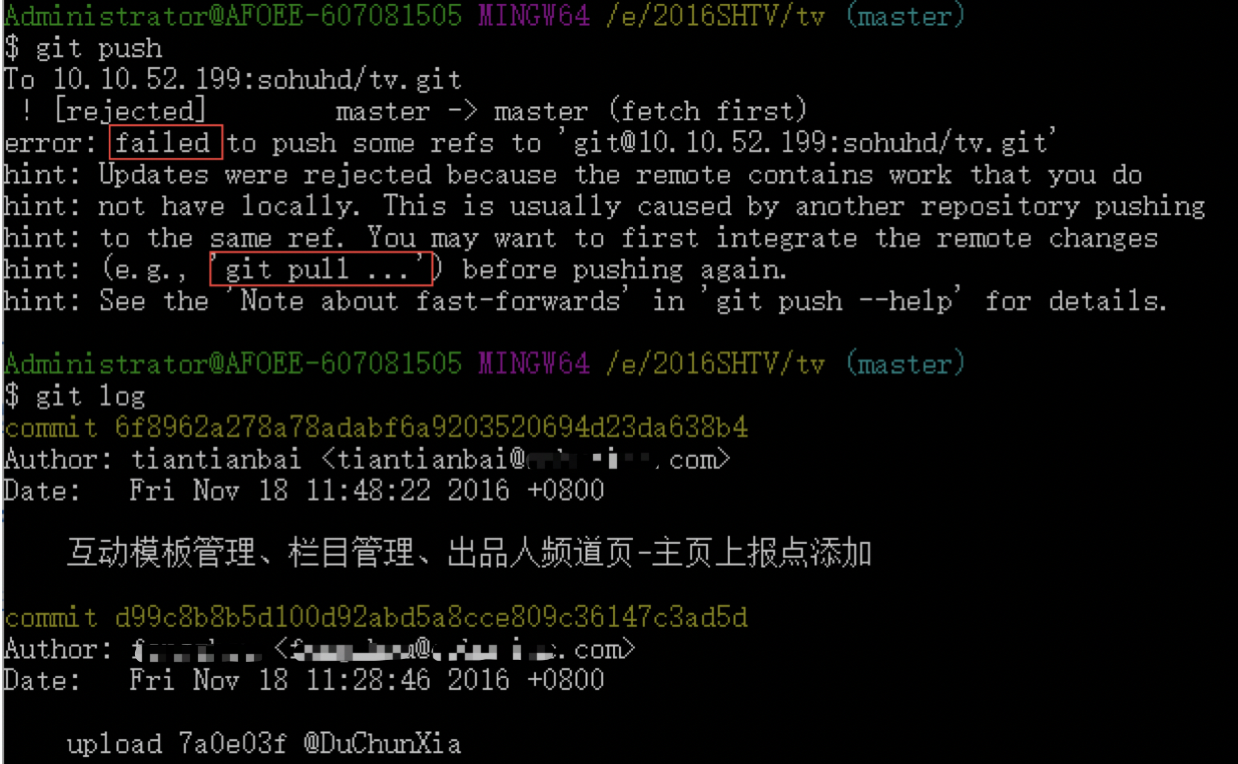 Administrator@AFOEE-607081505 MINGW64 /e/2016SHTV/tv (master)
$ git push
To 10.10.52.199:sohuhd/tv.git
 ! [rejected]        master -> master (fetch first)
error: failed to push some refs to 'git@10.10.52.199:sohuhd/tv.git'
hint: Updates were rejected because the remote contains work that you do
hint: not have locally. This is usually caused by another repository pushing
hint: to the same ref. You may want to first integrate the remote changes
hint: (e.g., 'git pull ...') before pushing again.
hint: See the 'Note about fast-forwards' in 'git push --help' for details.
Administrator@AFOEE-607081505 MINGW64 /e/2016SHTV/tv (master)
$ git log
commit 6f8962a278a78adabf6a9203520694d23da638b4
Author: tiantianbai <tiantianbai@ .com>
Date:   Fri Nov 18 11:48:22 2016 +0800
互动模板管理、栏目管理、出品人频道页-主页上报点添加
commit d99c8b8b5d100d92abd5a8cce809c36147c3ad5d
Author: < @ .com>
Date:   Fri Nov 18 11:28:46 2016 +0800
upload 7a0e03f @DuChunXia